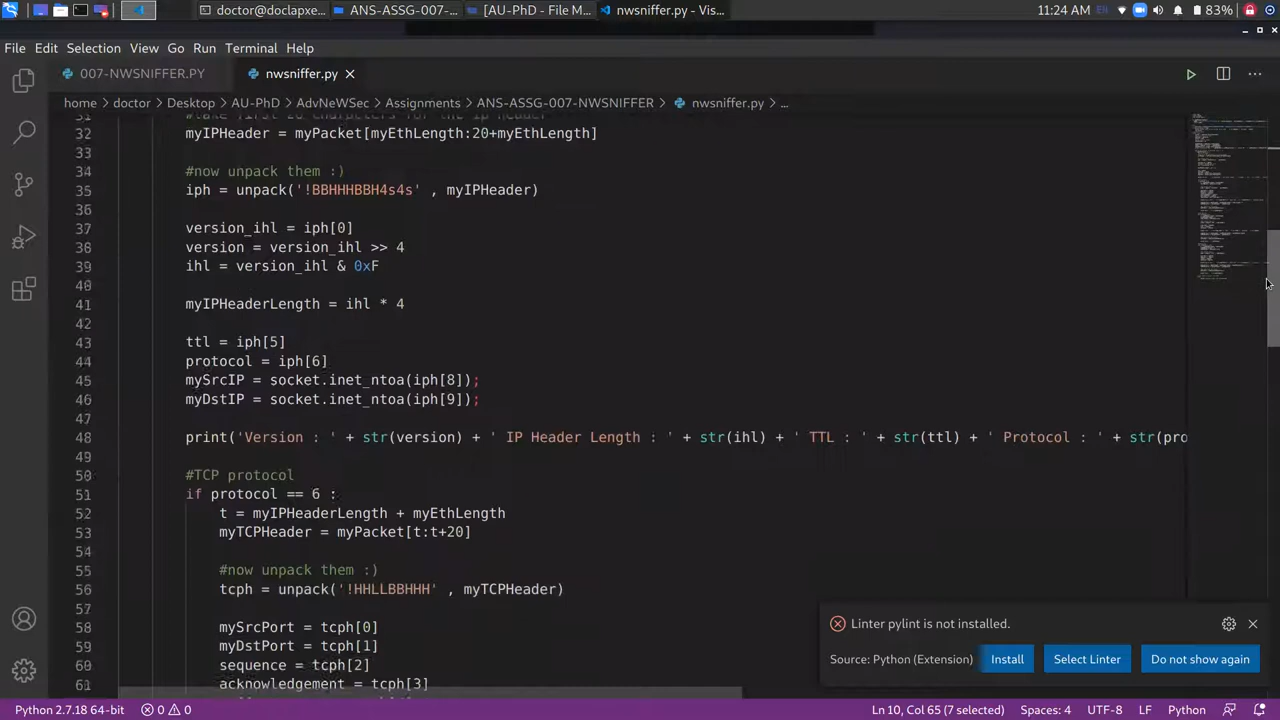 doctor@doclapxe...
ANS-ASSG-007-...
[AU-PhD - File M...
nwsniffer.py - Vis...
11:24 AM
EN
83%
File Edit Selection View Go Run Terminal Help
007-NWSNIFFER.PY
nwsniffer.py
home > doctor > Desktop > AU-PhD > AdvNeWSec > Assignments > ANS-ASSG-007-NWSNIFFER > nwsniffer.py > ...
32 myIPHeader = myPacket[myEthLength:20+myEthLength]
33
34 #now unpack them :)
35 iph = unpack('!BBHHHBBH4s4s' , myIPHeader)
36
37 version_ihl = iph[0]
38 version = version_ihl >> 4
39 ihl = version_ihl & 0xF
40
41 myIPHeaderLength = ihl * 4
42
43 ttl = iph[5]
44 protocol = iph[6]
45 mySrcIP = socket.inet_ntoa(iph[8]);
46 myDstIP = socket.inet_ntoa(iph[9]);
47
48 print('Version : ' + str(version) + ' IP Header Length : ' + str(ihl) + ' TTL : ' + str(ttl) + ' Protocol : ' + str(pro
49
50 #TCP protocol
51 if protocol == 6 :
52 t = myIPHeaderLength + myEthLength
53 myTCPHeader = myPacket[t:t+20]
54
55 #now unpack them :)
56 tcph = unpack('!HHLLBBHHH' , myTCPHeader)
57
58 mySrcPort = tcph[0]
59 myDstPort = tcph[1]
60 sequence = tcph[2]
61 acknowledgement = tcph[3]
Linter pylint is not installed.
Source: Python (Extension)
Install
Select Linter
Do not show again
Python 2.7.18 64-bit
0 0
Ln 10, Col 65 (7 selected)
Spaces: 4
UTF-8
LF
Python